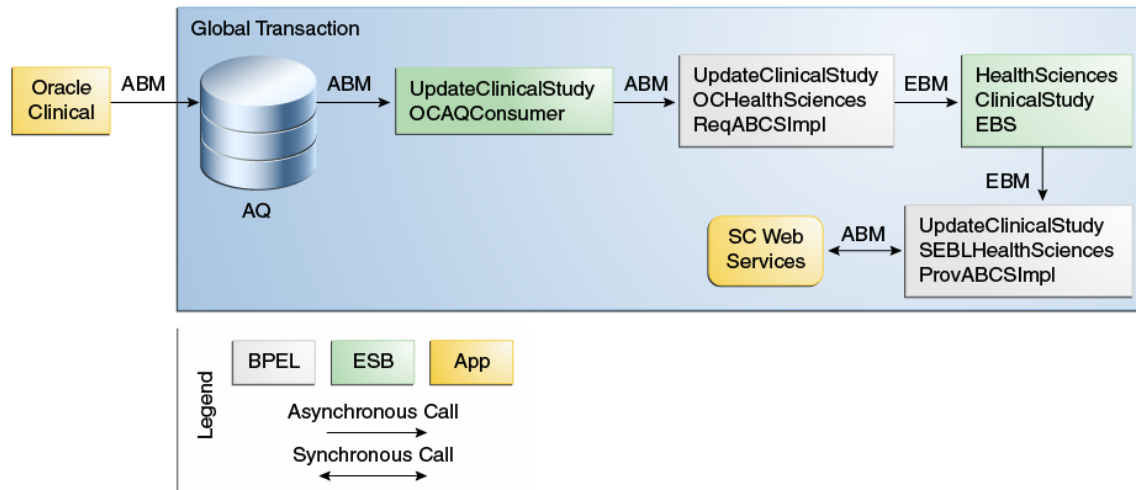 Global Transaction
Oracle
Clinical
ABM
AQ
ABM
UpdateClinicalStudy
OCAQConsumer
ABM
UpdateClinicalStudy
OCHealthSciences
ReqABCSImpl
EBM
HealthSciences
ClinicalStudy
EBS
EBM
UpdateClinicalStudy
SEBLHealthSciences
ProvABCSImpl
ABM
SC Web
Services
Legend
BPEL
ESB
App
Asynchronous Call
Synchronous Call